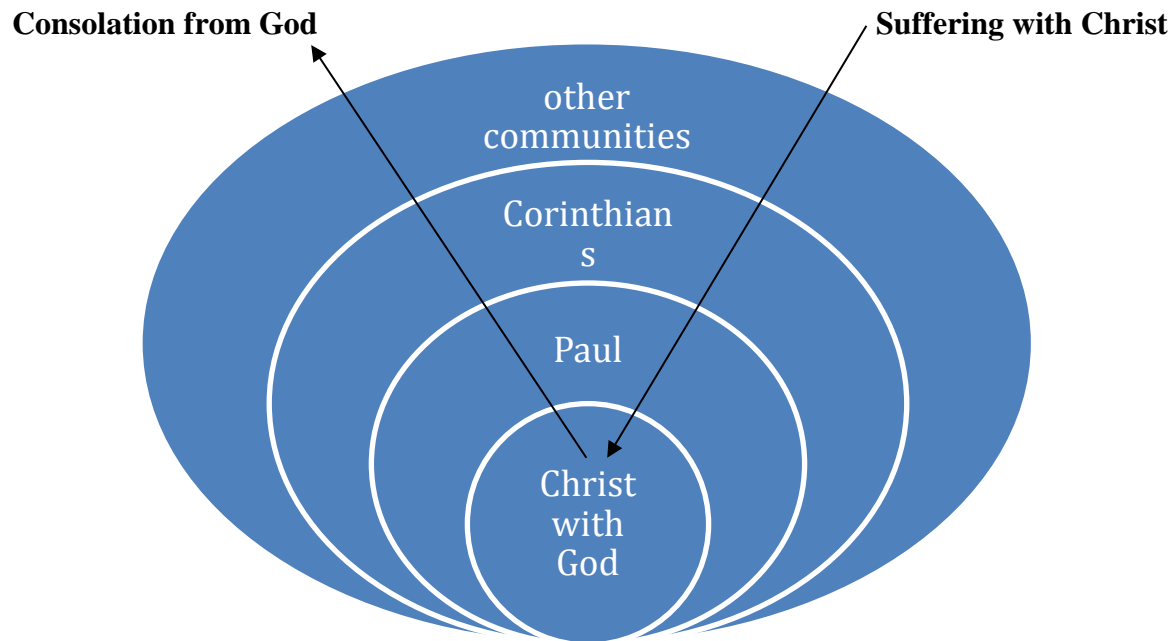 Consolation from God
Suffering with Christ
other
communities
Corinthian
s
Paul
Christ
with
God